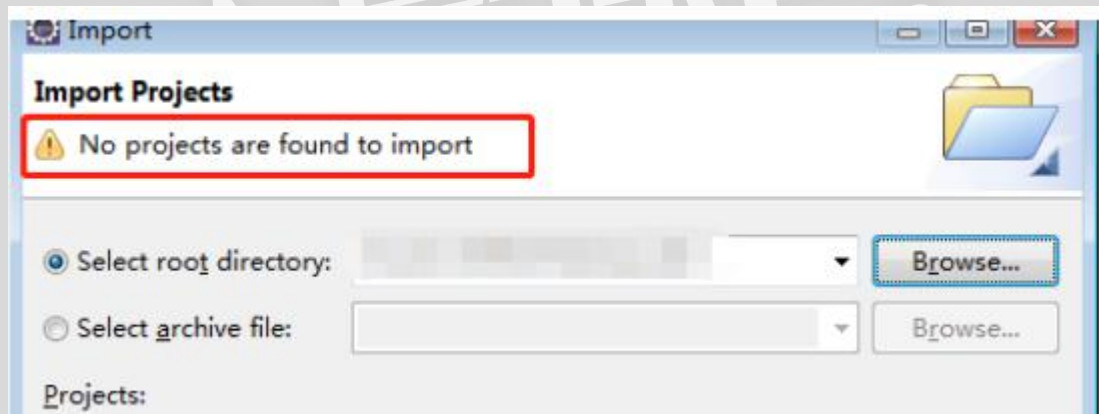 Import
Import Projects
No projects are found to import
Select root directory:
Browse...
Select archive file:
Browse...
Projects: